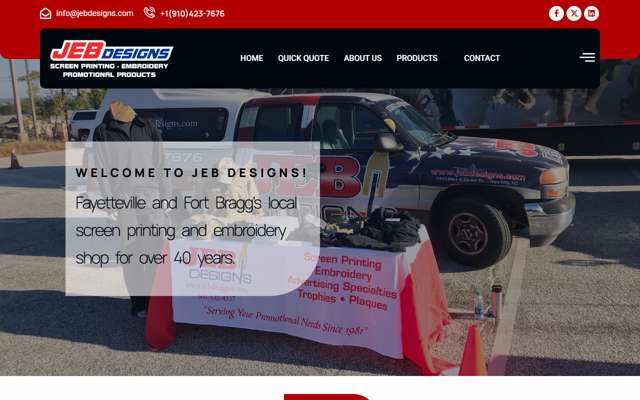 Info@jebdesigns.com
+1(910)423-7676
JEB DESIGNS
SCREEN PRINTING - EMBROIDERY
PROMOTIONAL PRODUCTS
HOME
QUICK QUOTE
ABOUT US
PRODUCTS
CONTACT
WELCOME TO JEB DESIGNS!
Fayetteville and Fort Bragg's local
screen printing and embroidery
shop for over 40 years.
www.jebdesigns.com
JEB
DESIGNS
Screen Printing
Embroidery
Advertising Specialties
Trophies • Plaques
"Serving Your Promotional Needs Since 1981"